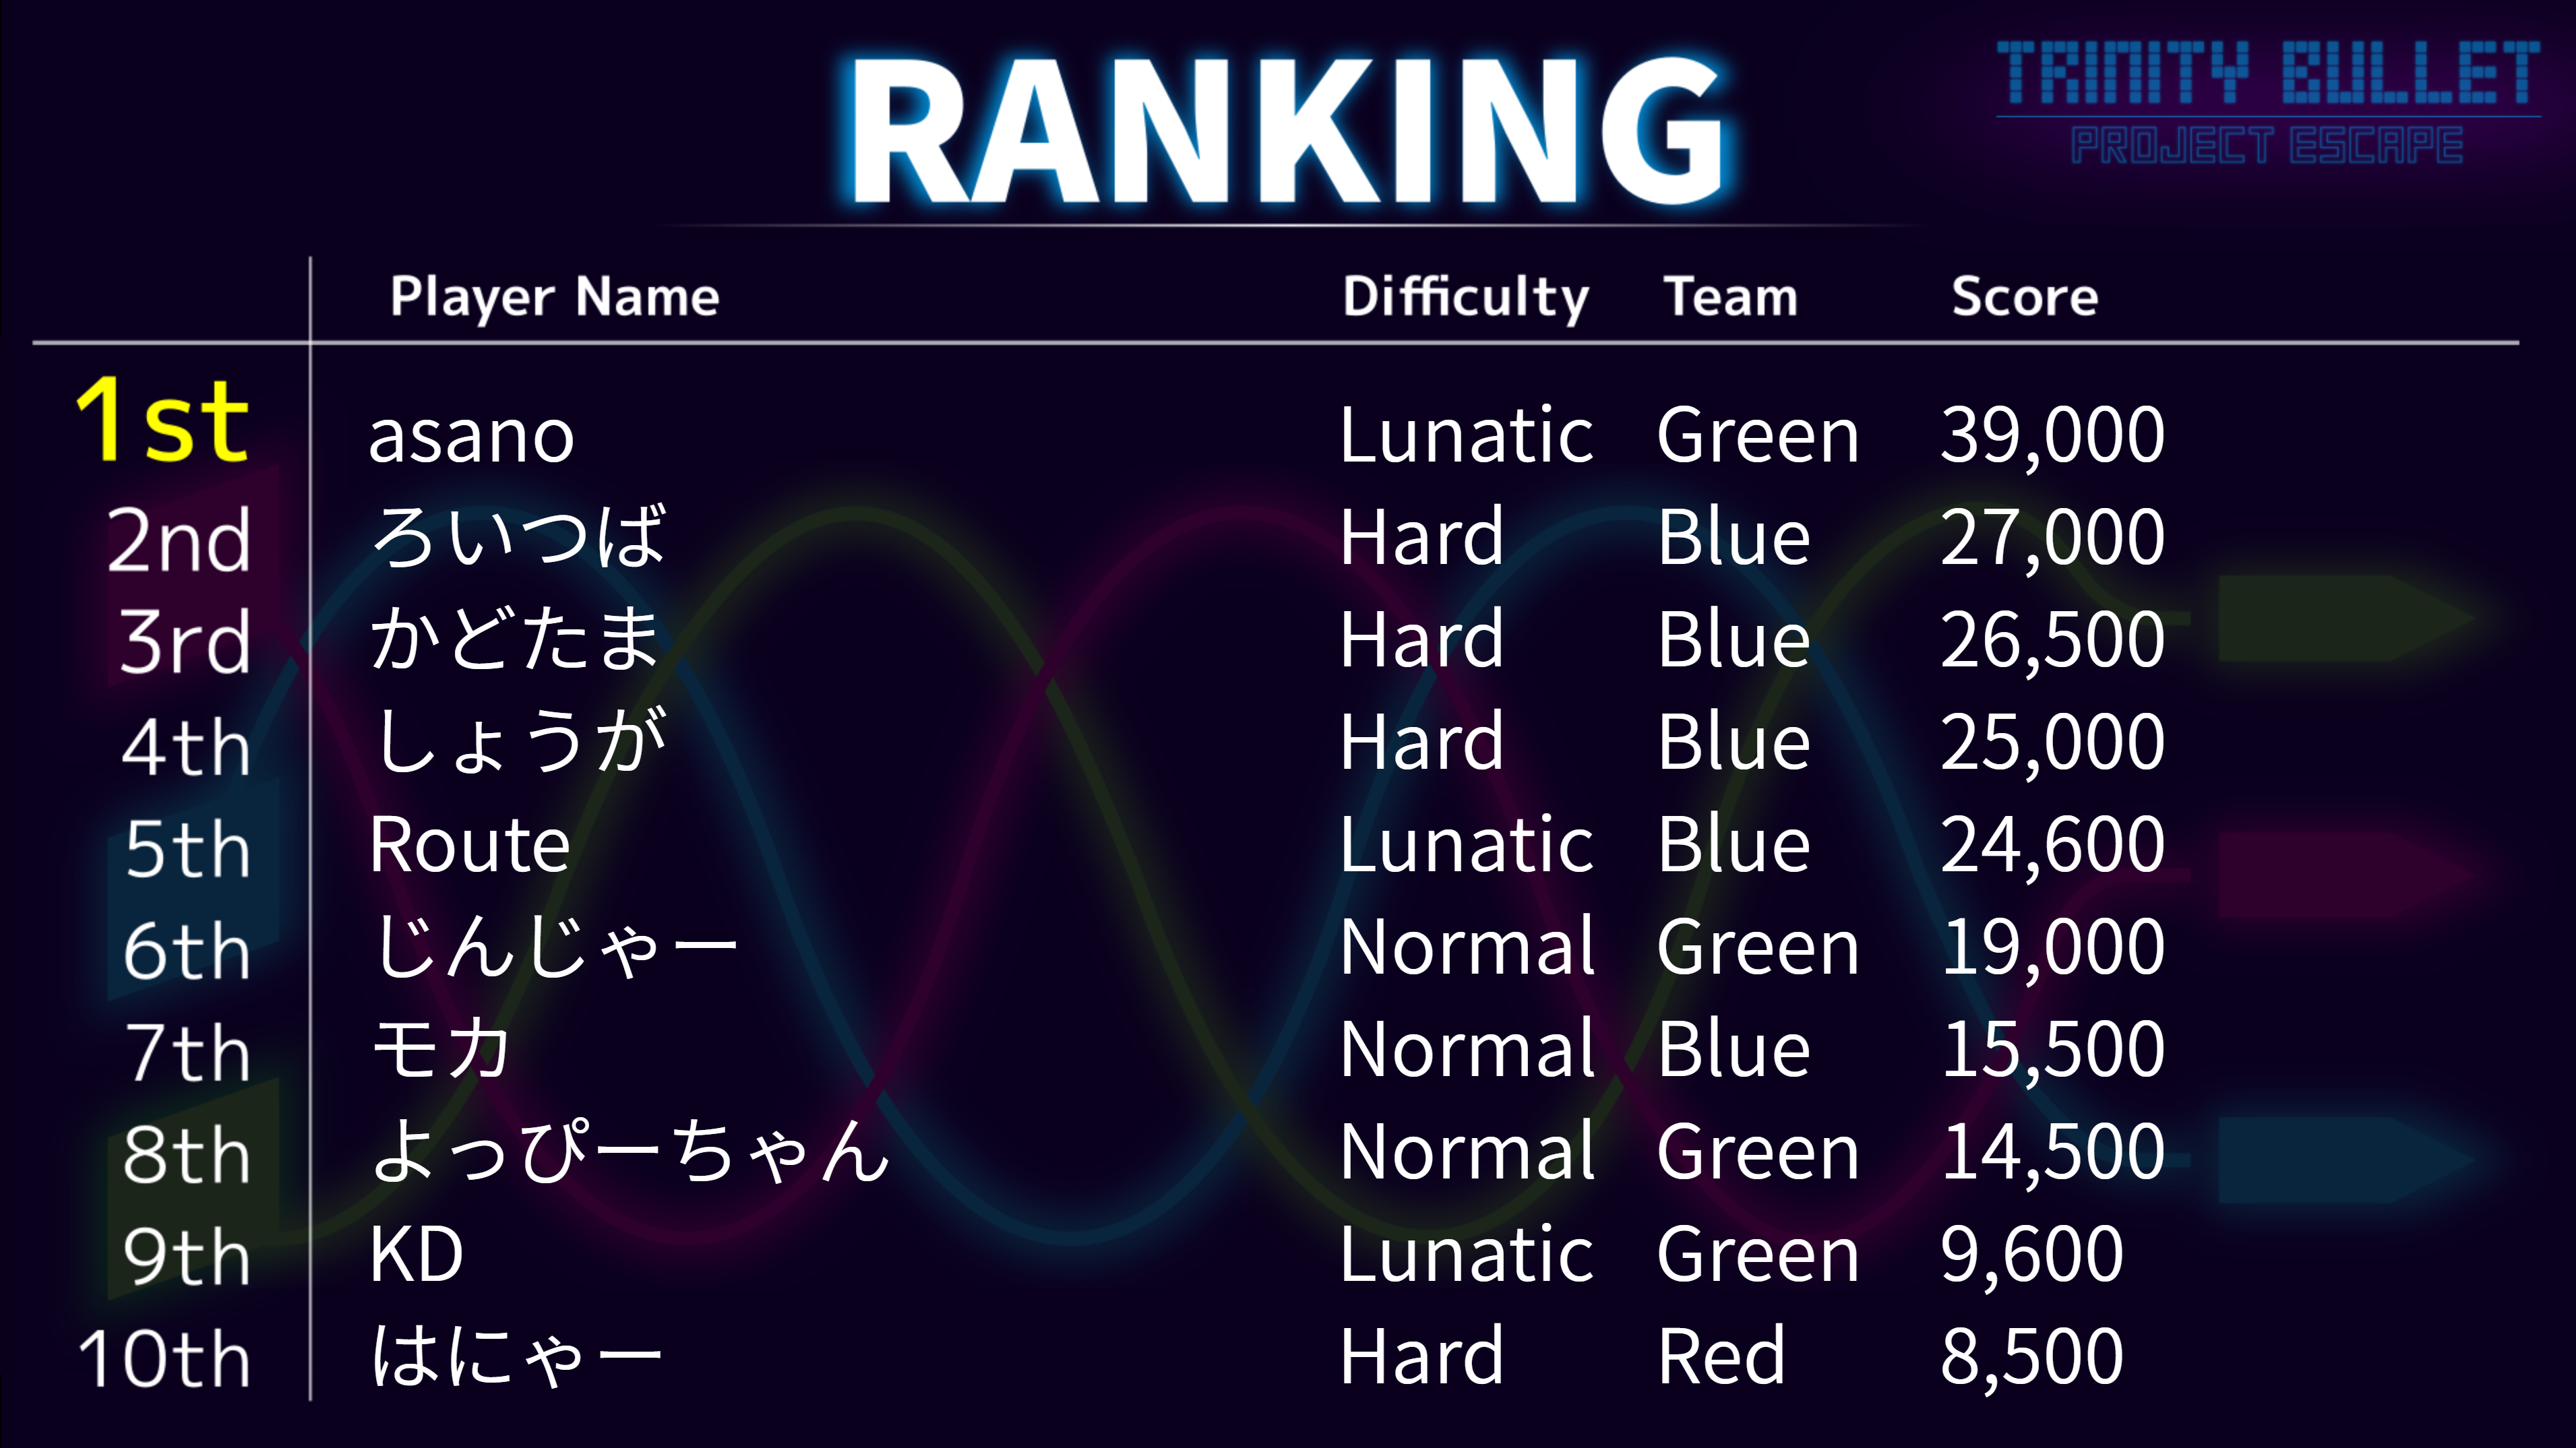 RANKING
TRINITY BULLET
PROJECT ESCAPE
Player Name Difficulty Team Score
1st asano Lunatic Green 39,000
2nd ろいつば Hard Blue 27,000
3rd かどたま Hard Blue 26,500
4th しょうが Hard Blue 25,000
5th Route Lunatic Blue 24,600
6th じんじゃー Normal Green 19,000
7th モカ Normal Blue 15,500
8th よっぴーちゃん Normal Green 14,500
9th KD Lunatic Green 9,600
10th はにゃー Hard Red 8,500